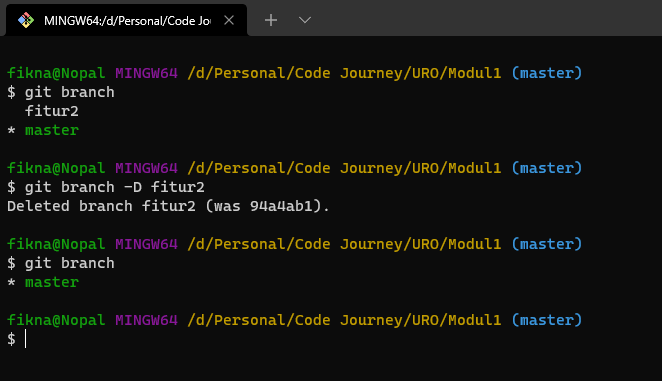 MINGW64:/d/Personal/Code Jou
fikna@Nopal MINGW64 /d/Personal/Code Journey/URO/Modul1 (master)
$ git branch
  fitur2
* master
fikna@Nopal MINGW64 /d/Personal/Code Journey/URO/Modul1 (master)
$ git branch -D fitur2
Deleted branch fitur2 (was 94a4ab1).
fikna@Nopal MINGW64 /d/Personal/Code Journey/URO/Modul1 (master)
$ git branch
* master
fikna@Nopal MINGW64 /d/Personal/Code Journey/URO/Modul1 (master)
$